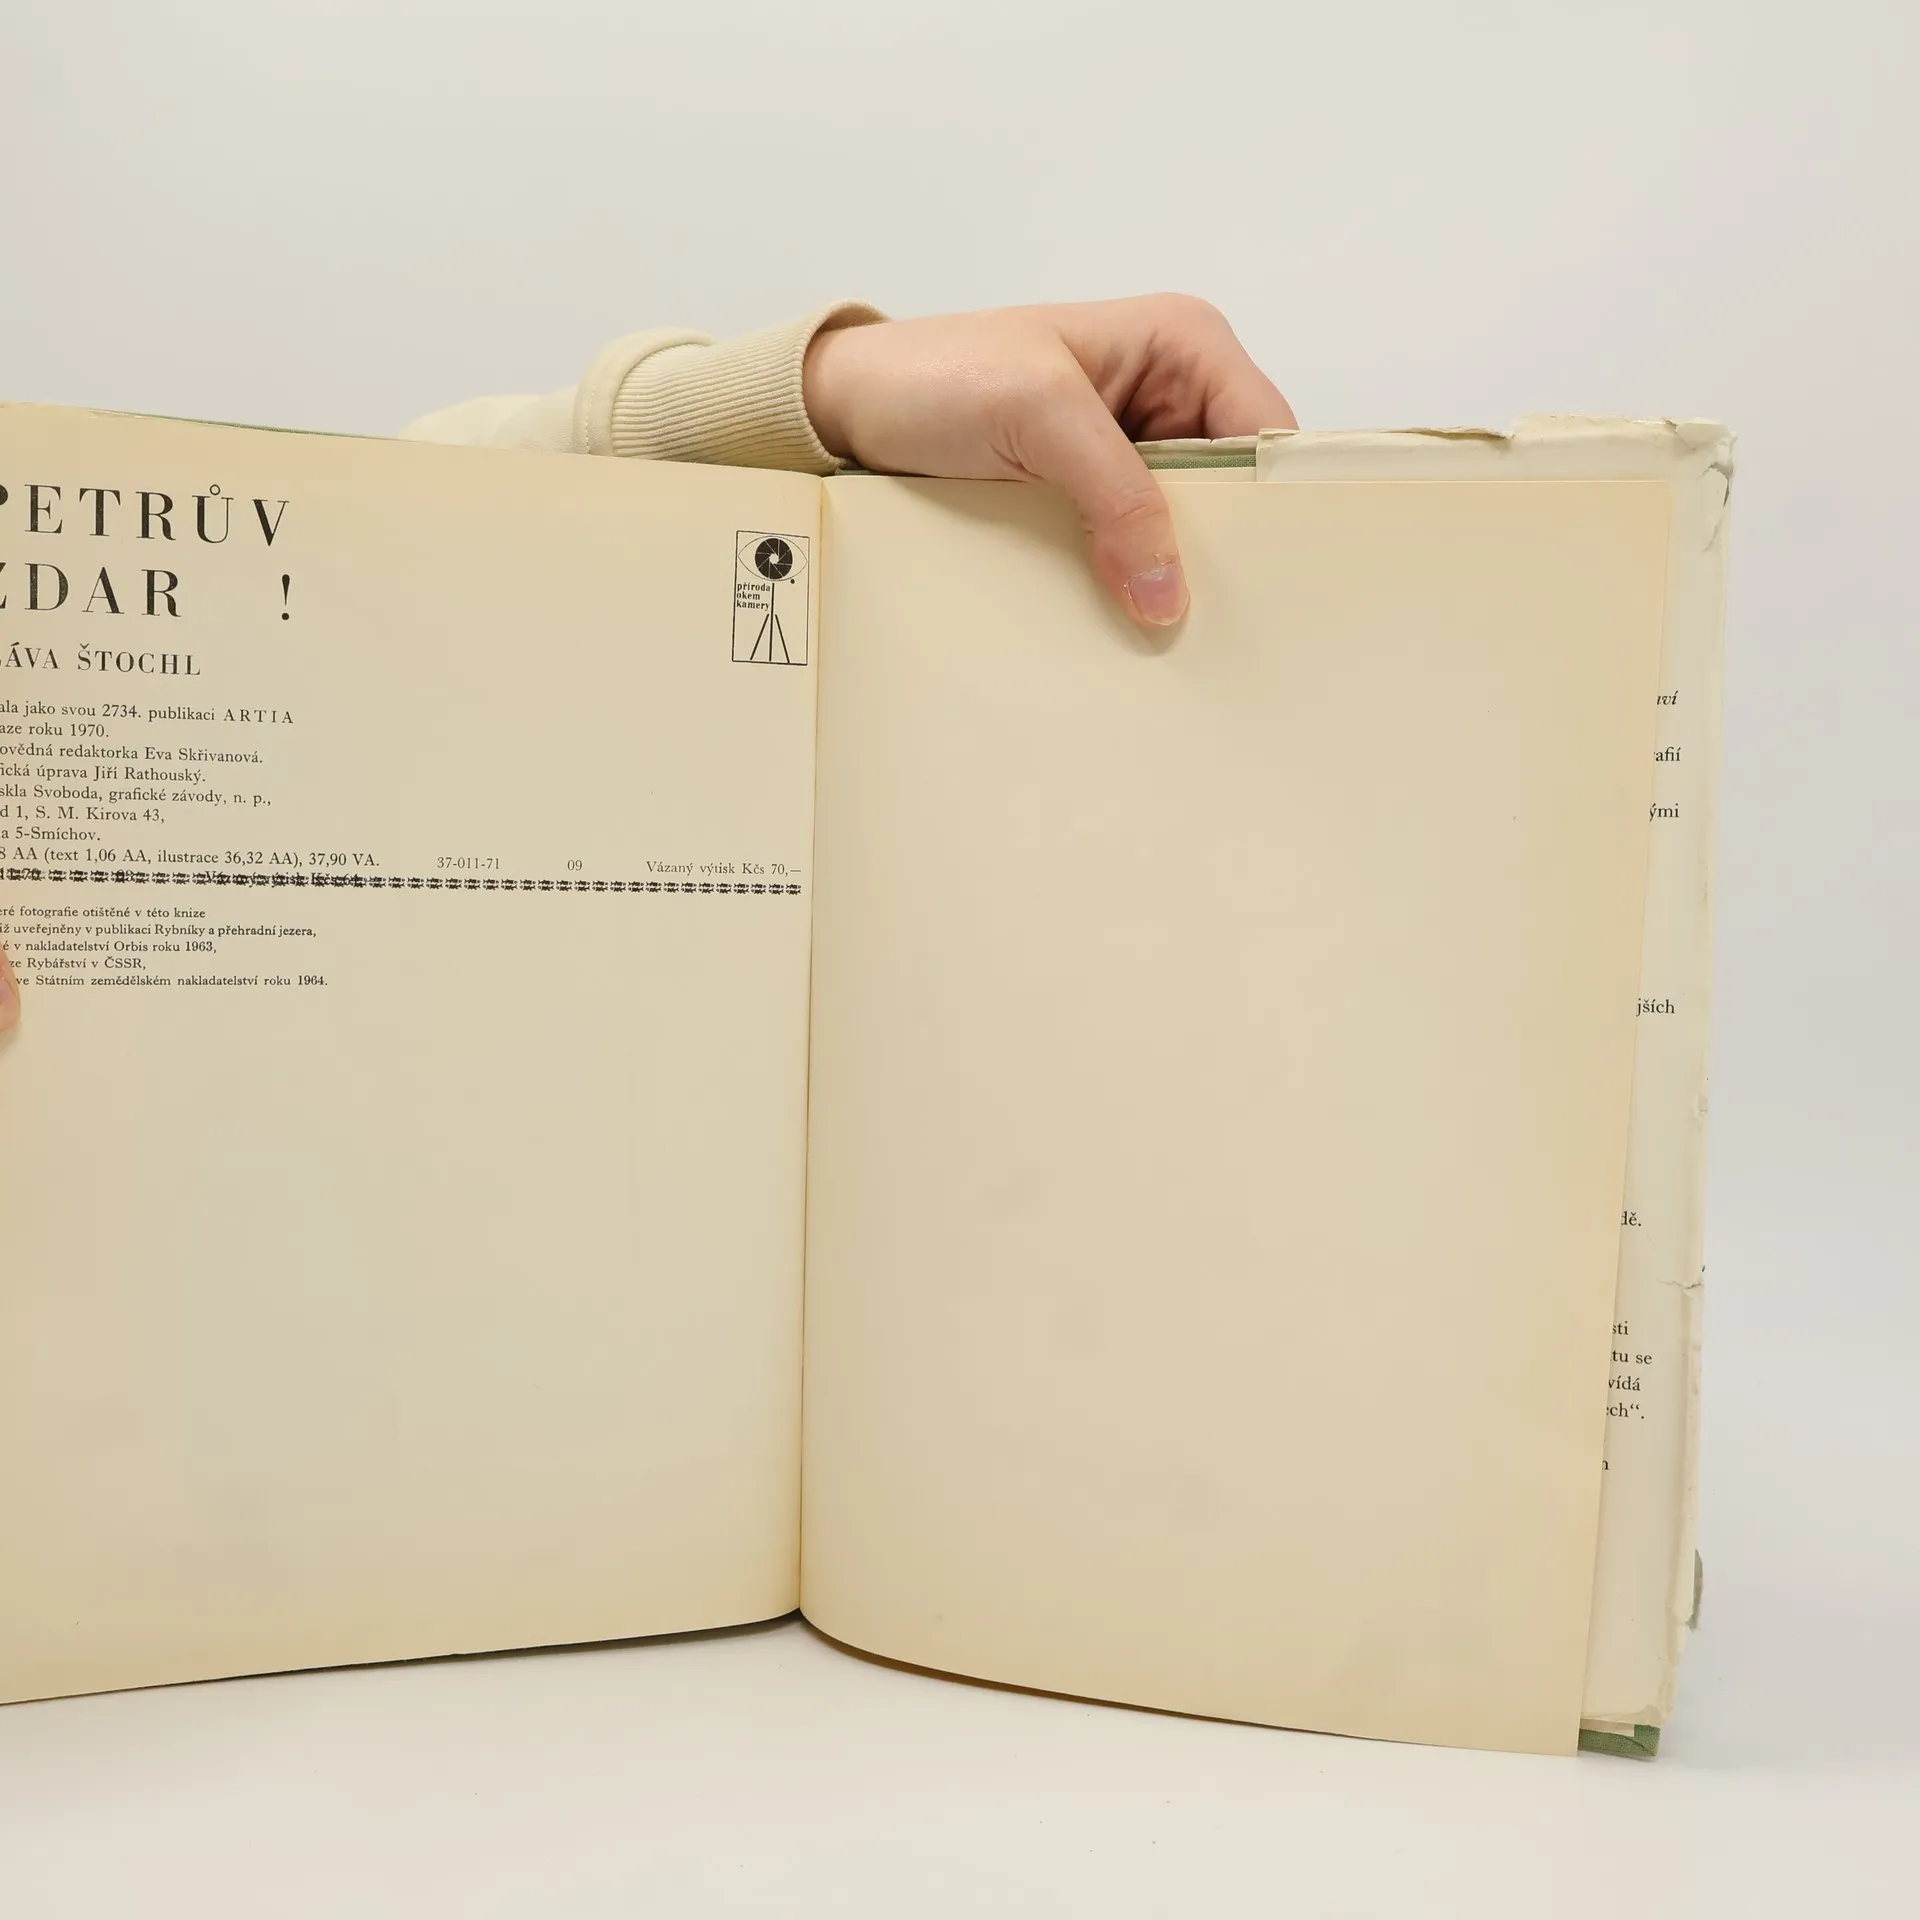 PETRŮV
ZDAR !
ÁVA ŠTOCHL
příroda
okem
kamery
ala jako svou 2734. publikaci ARTIA
aze roku 1970.
ovědná redaktorka Eva Skřivanová.
ická úprava Jiří Rathouský.
skla Svoboda, grafické závody, n. p.,
d 1, S. M. Kirova 43,
a 5-Smíchov.
8 AA (text 1,06 AA, ilustrace 36,32 AA), 37,90 VA.
37-011-71 09 Vázaný výtisk Kčs 70,—
eré fotografie otištěné v této knize
iž uveřejněny v publikaci Rybníky a přehradní jezera,
é v nakladatelství Orbis roku 1963,
ze Rybářství v ČSSR,
ve Státním zemědělském nakladatelství roku 1964.
aví
afií
ými
jších
dě.
sti
tu se
vídá
ech“.